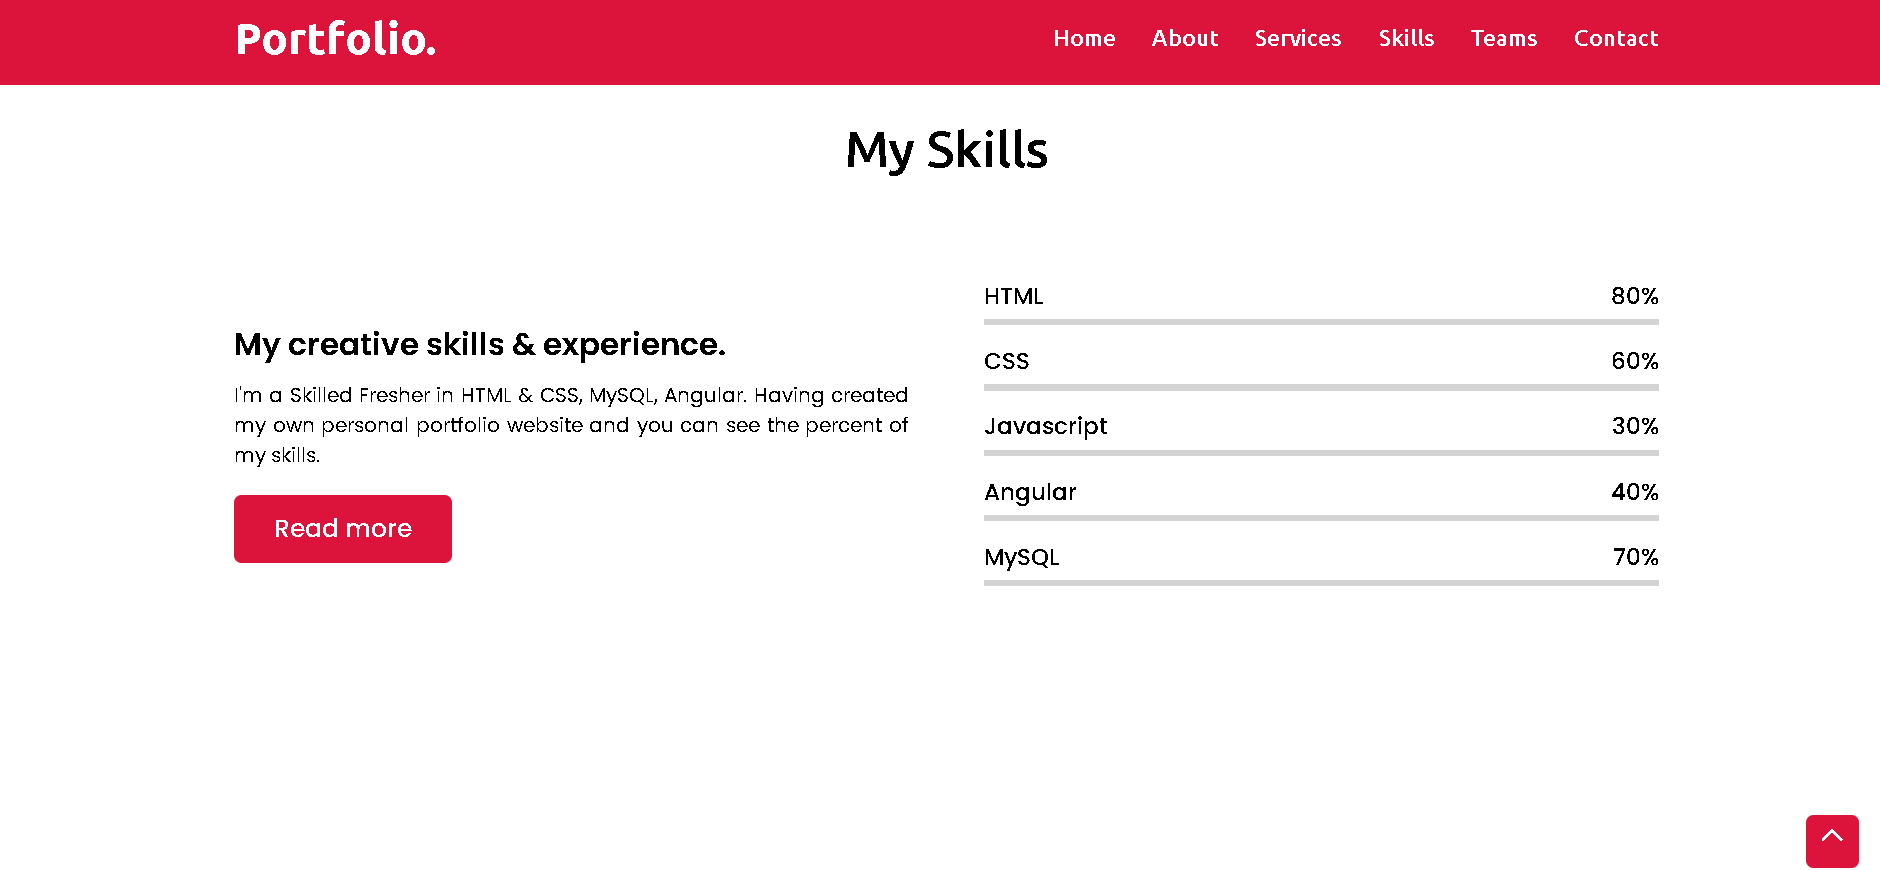 Portfolio.
Home About Services Skills Teams Contact
My Skills
My creative skills & experience.
I'm a Skilled Fresher in HTML & CSS, MySQL, Angular. Having created
my own personal portfolio website and you can see the percent of
my skills.
Read more
HTML 80%
CSS 60%
Javascript 30%
Angular 40%
MySQL 70%